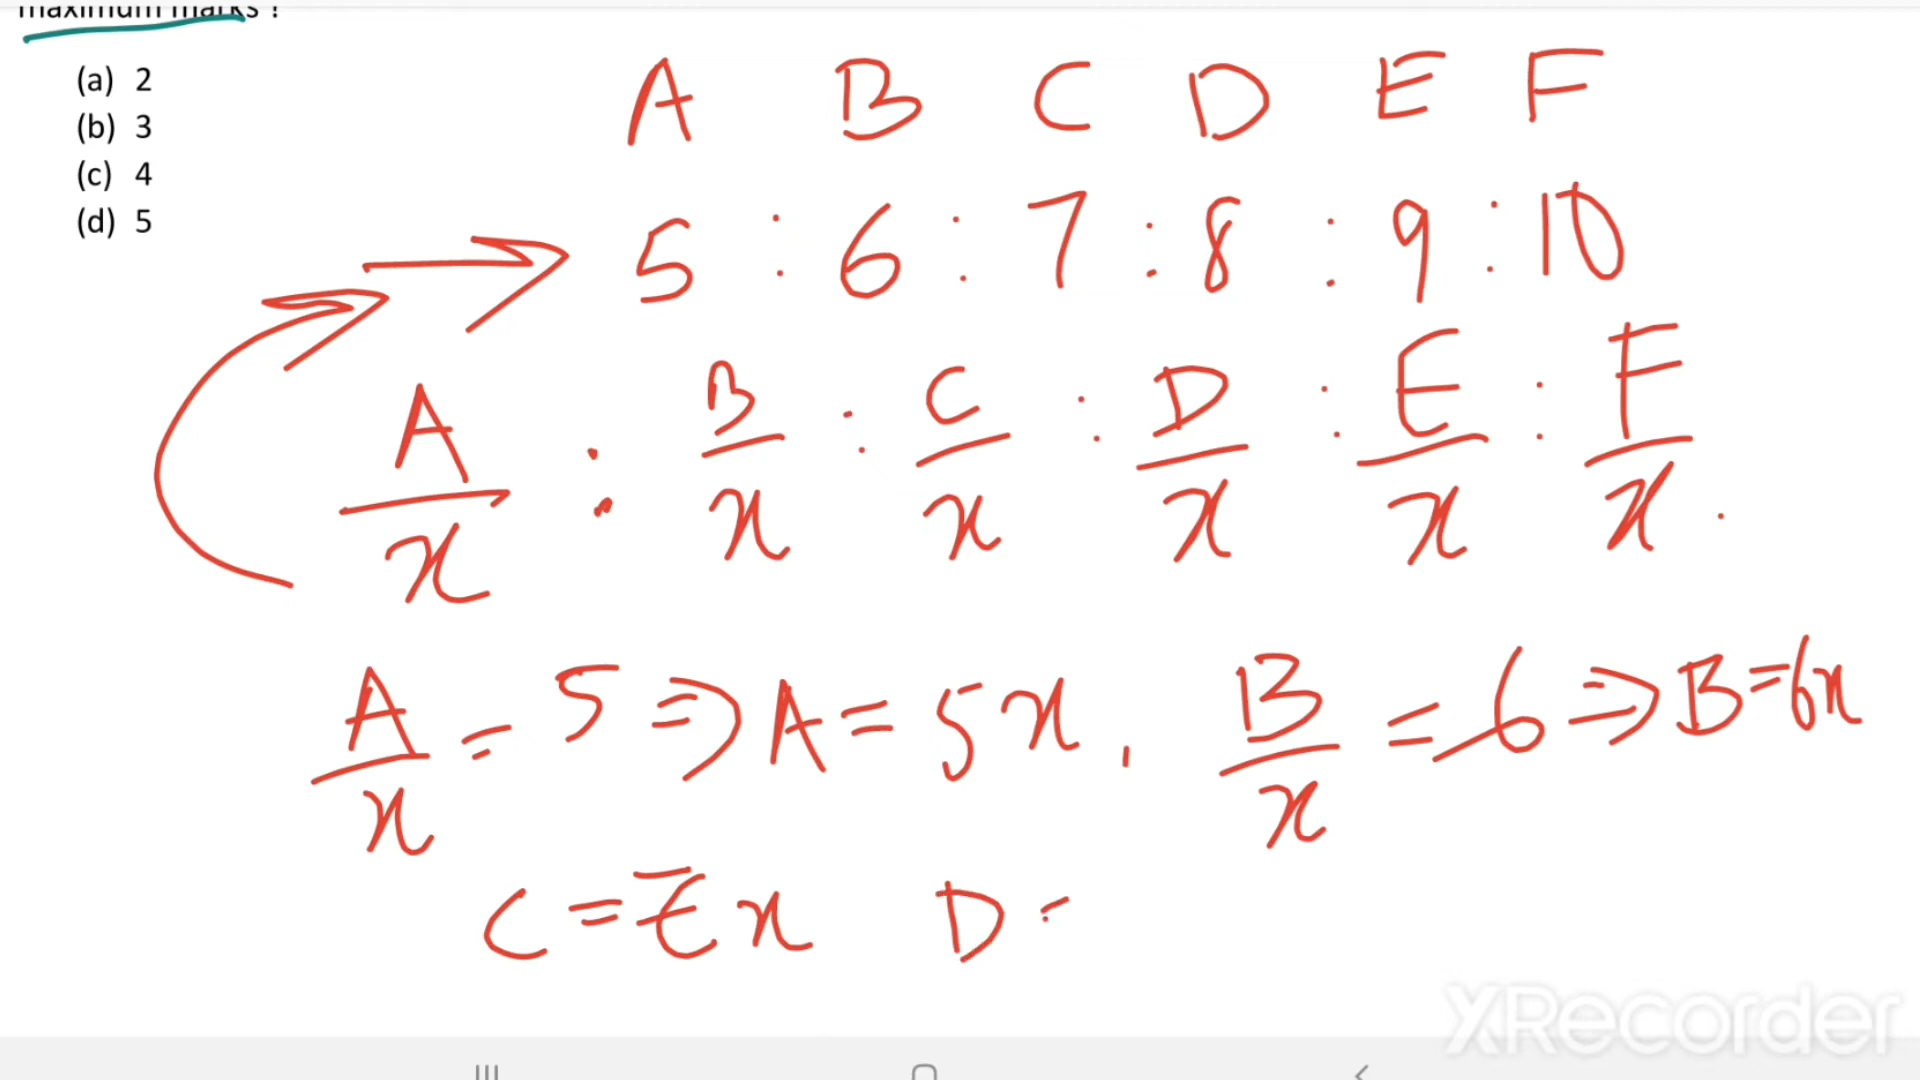 maximum marks ?
(a) 2
(b) 3
(c) 4
(d) 5
A B C D E F
5 : 6 : 7 : 8 : 9 : 10
A/x : B/x : C/x : D/x : E/x : F/x .
A/x = 5 ⇒ A = 5x , B/x = 6 ⇒ B = 6x
C = 7x D =
XRecorder